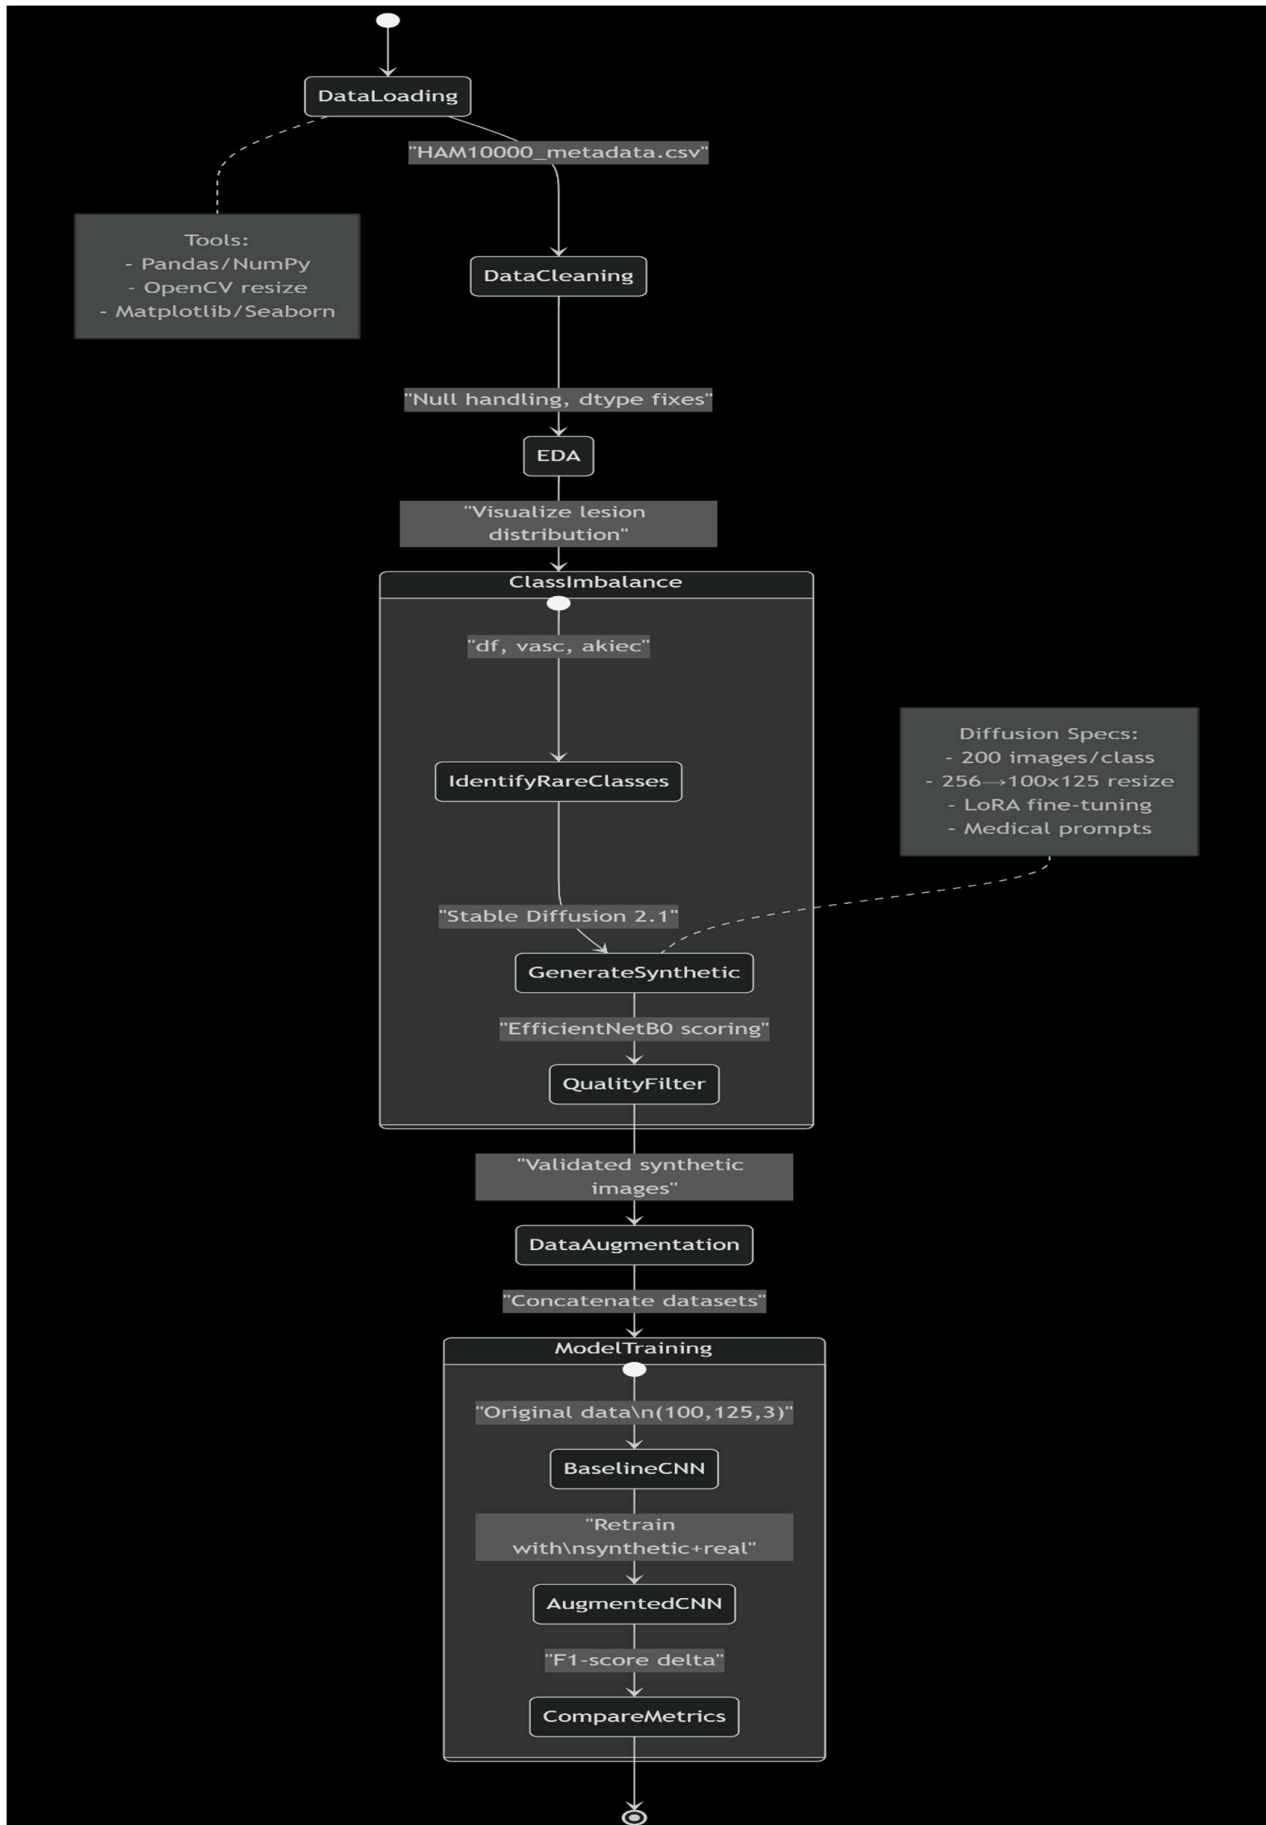 DataLoading
"HAM10000_metadata.csv"
Tools:
- Pandas/NumPy
- OpenCV resize
- Matplotlib/Seaborn
DataCleaning
"Null handling, dtype fixes"
EDA
"Visualize lesion
distribution"
ClassImbalance
"df, vasc, akiec"
IdentifyRareClasses
Diffusion Specs:
- 200 images/class
- 256→100x125 resize
- LoRA fine-tuning
- Medical prompts
"Stable Diffusion 2.1"
GenerateSynthetic
"EfficientNetB0 scoring"
QualityFilter
"Validated synthetic
images"
DataAugmentation
"Concatenate datasets"
ModelTraining
"Original data\n(100,125,3)"
BaselineCNN
"Retrain
with\nsynthetic+real"
AugmentedCNN
"F1-score delta"
CompareMetrics